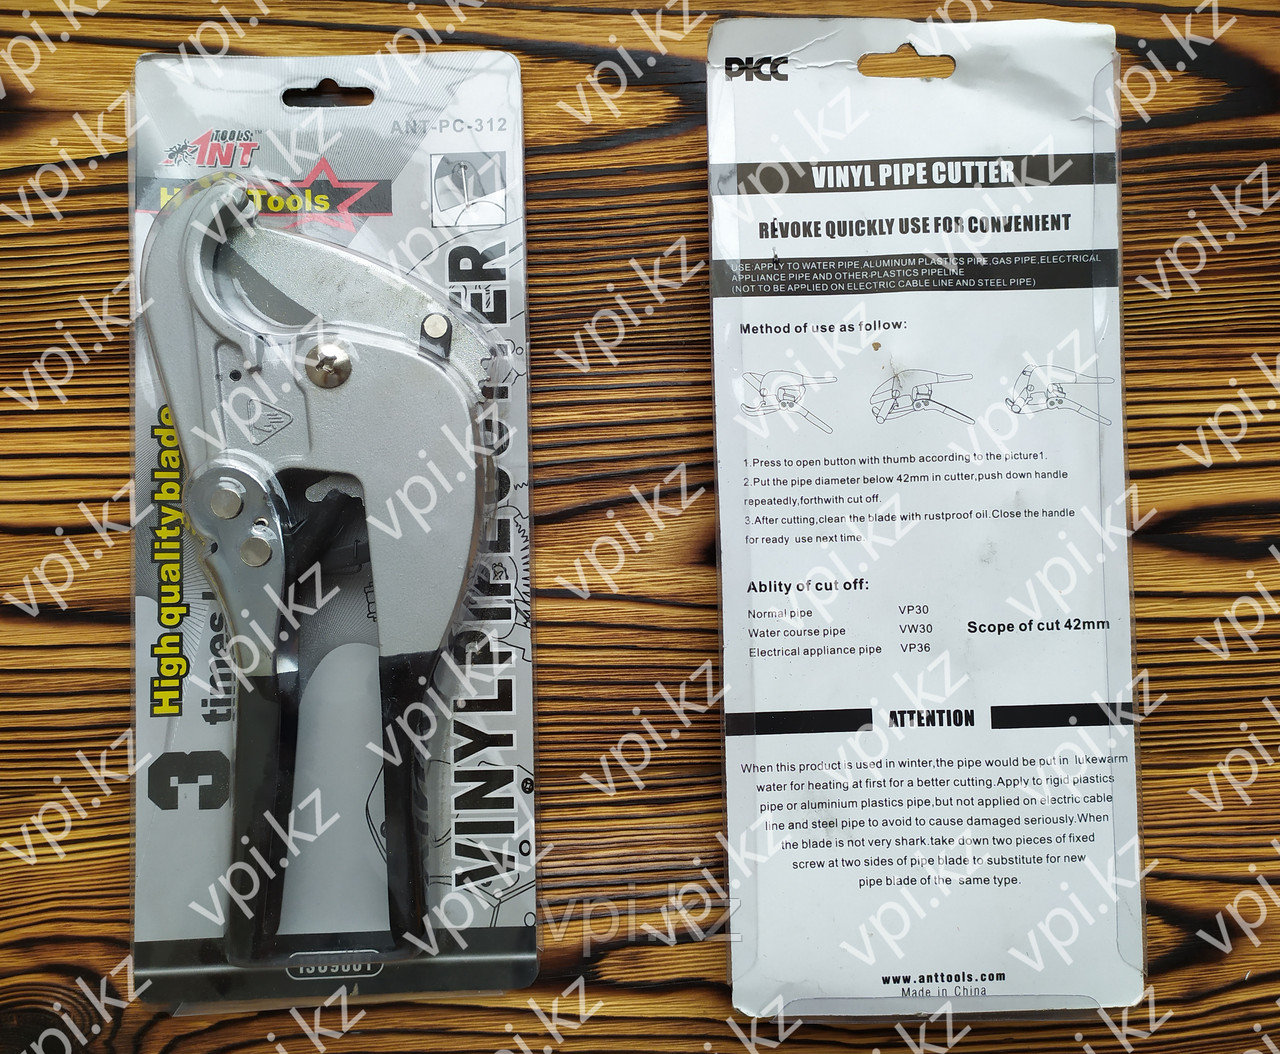 TOOLS
ANT
ANT-PC-312
Tools
High quality blade
3
times
VINYL PIPE CUTTER
ISO9001
PICC
VINYL PIPE CUTTER
REVOKE QUICKLY USE FOR CONVENIENT
USE:APPLY TO WATER PIPE,ALUMINUM PLASTICS PIPE,GAS PIPE,ELECTRICAL
APPLIANCE PIPE AND OTHER PLASTICS PIPELINE
(NOT TO BE APPLIED ON ELECTRIC CABLE LINE AND STEEL PIPE)
Method of use as follow:
1.Press to open button with thumb according to the picture1.
2.Put the pipe diameter below 42mm in cutter,push down handle
repeatedly,forthwith cut off.
3.After cutting,clean the blade with rustproof oil.Close the handle
for ready use next time.
Ablity of cut off:
Normal pipe VP30
Water course pipe VW30
Electrical appliance pipe VP36
Scope of cut 42mm
ATTENTION
When this product is used in winter,the pipe would be put in lukewarm
water for heating at first for a better cutting.Apply to rigid plastics
pipe or aluminium plastics pipe,but not applied on electric cable
line and steel pipe to avoid to cause damaged seriously.When
the blade is not very shark.take down two pieces of fixed
screw at two sides of pipe blade to substitute for new
pipe blade of the same type.
www.anttools.com
Made in China
vpi.kz